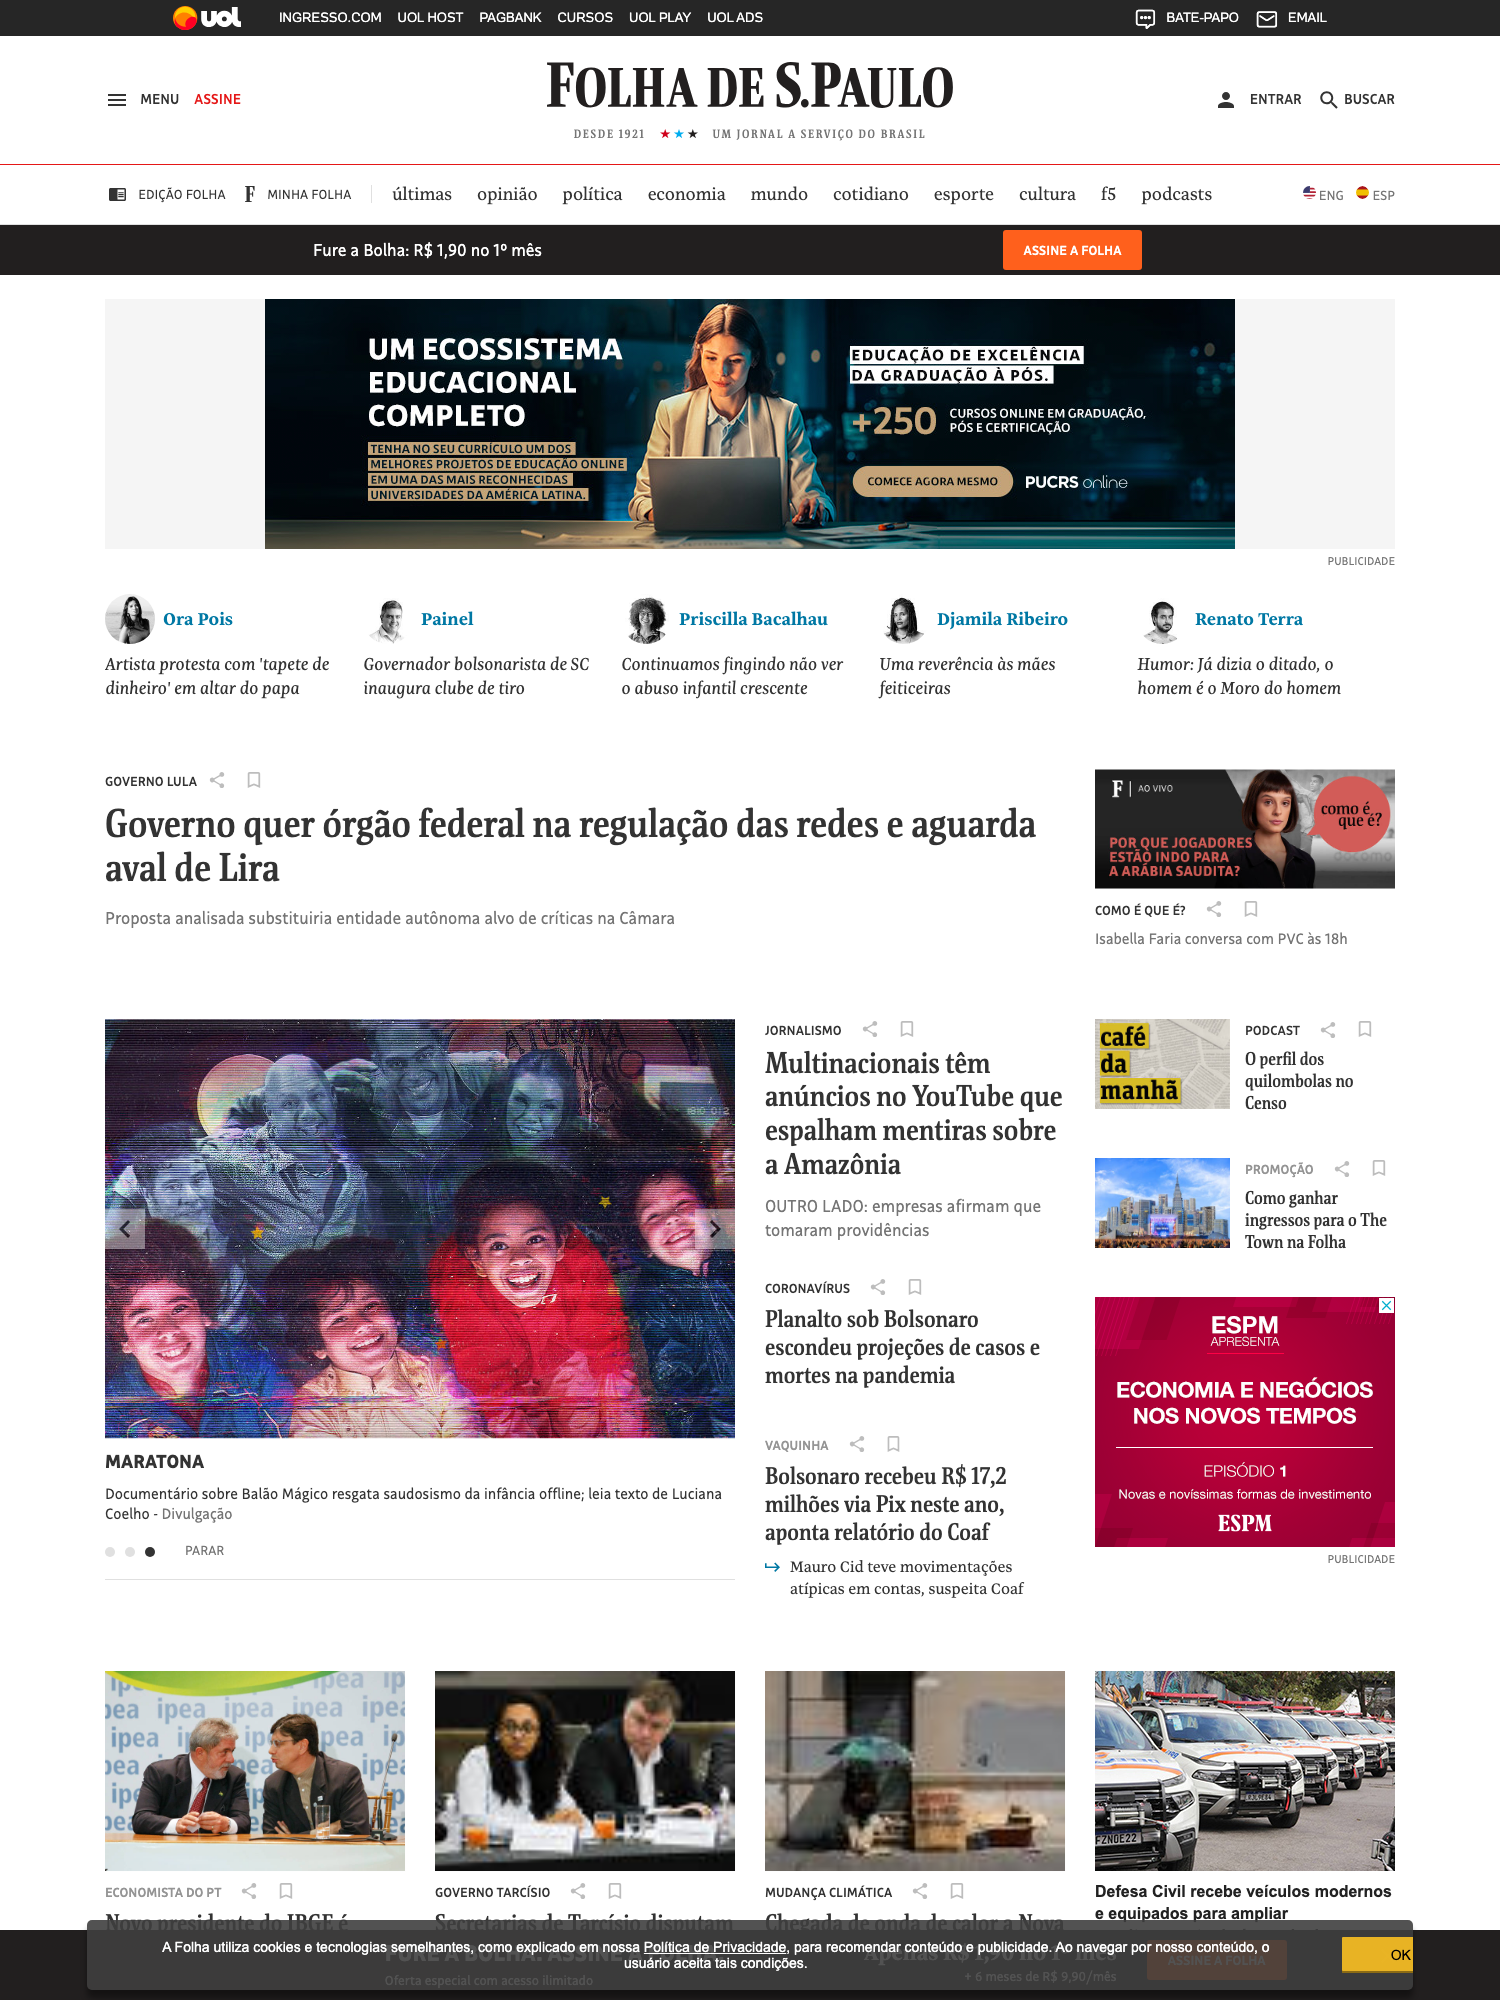 uol
INGRESSO.COM UOL HOST PAGBANK CURSOS UOL PLAY UOL ADS
BATE-PAPO EMAIL
MENU ASSINE
FOLHA DE S.PAULO
ENTRAR BUSCAR
DESDE 1921 ★★★ UM JORNAL A SERVIÇO DO BRASIL
EDIÇÃO FOLHA F MINHA FOLHA últimas opinião política economia mundo cotidiano esporte cultura f5 podcasts ENG ESP
Fure a Bolha: R$ 1,90 no 1º mês
ASSINE A FOLHA
UM ECOSSISTEMA
EDUCACIONAL
COMPLETO
TENHA NO SEU CURRÍCULO UM DOS
MELHORES PROJETOS DE EDUCAÇÃO ONLINE
EM UMA DAS MAIS RECONHECIDAS
UNIVERSIDADES DA AMÉRICA LATINA.
EDUCAÇÃO DE EXCELÊNCIA
DA GRADUAÇÃO À PÓS.
+250
CURSOS ONLINE EM GRADUAÇÃO,
PÓS E CERTIFICAÇÃO
COMECE AGORA MESMO
PUCRS online
PUBLICIDADE
Ora Pois
Artista protesta com 'tapete de
dinheiro' em altar do papa
Painel
Governador bolsonarista de SC
inaugura clube de tiro
Priscilla Bacalhau
Continuamos fingindo não ver
o abuso infantil crescente
Djamila Ribeiro
Uma reverência às mães
feiticeiras
Renato Terra
Humor: Já dizia o ditado, o
homem é o Moro do homem
GOVERNO LULA
Governo quer órgão federal na regulação das redes e aguarda
aval de Lira
Proposta analisada substituiria entidade autônoma alvo de críticas na Câmara
F AO VIVO
como é
que é?
POR QUE JOGADORES
ESTÃO INDO PARA
A ARÁBIA SAUDITA?
COMO É QUE É?
Isabella Faria conversa com PVC às 18h
MARATONA
Documentário sobre Balão Mágico resgata saudosismo da infância offline; leia texto de Luciana
Coelho - Divulgação
PARAR
JORNALISMO
Multinacionais têm
anúncios no YouTube que
espalham mentiras sobre
a Amazônia
OUTRO LADO: empresas afirmam que
tomaram providências
CORONAVÍRUS
Planalto sob Bolsonaro
escondeu projeções de casos e
mortes na pandemia
VAQUINHA
Bolsonaro recebeu R$ 17,2
milhões via Pix neste ano,
aponta relatório do Coaf
Mauro Cid teve movimentações
atípicas em contas, suspeita Coaf
café
da
manhã
PODCAST
O perfil dos
quilombolas no
Censo
PROMOÇÃO
Como ganhar
ingressos para o The
Town na Folha
ESPM
APRESENTA
ECONOMIA E NEGÓCIOS
NOS NOVOS TEMPOS
EPISÓDIO 1
Novas e novíssimas formas de investimento
ESPM
PUBLICIDADE
ipea ipea ipea
ECONOMISTA DO PT
Novo presidente do IBGE é
GOVERNO TARCÍSIO
Secretarias de Tarcísio disputam
MUDANÇA CLIMÁTICA
Chegada de onda de calor a Nova
Defesa Civil recebe veículos modernos
e equipados para ampliar
A Folha utiliza cookies e tecnologias semelhantes, como explicado em nossa Política de Privacidade, para recomendar conteúdo e publicidade. Ao navegar por nosso conteúdo, o
usuário aceita tais condições.
OK
Oferta especial com acesso ilimitado
+ 6 meses de R$ 9,90/mês
ASSINE A FOLHA